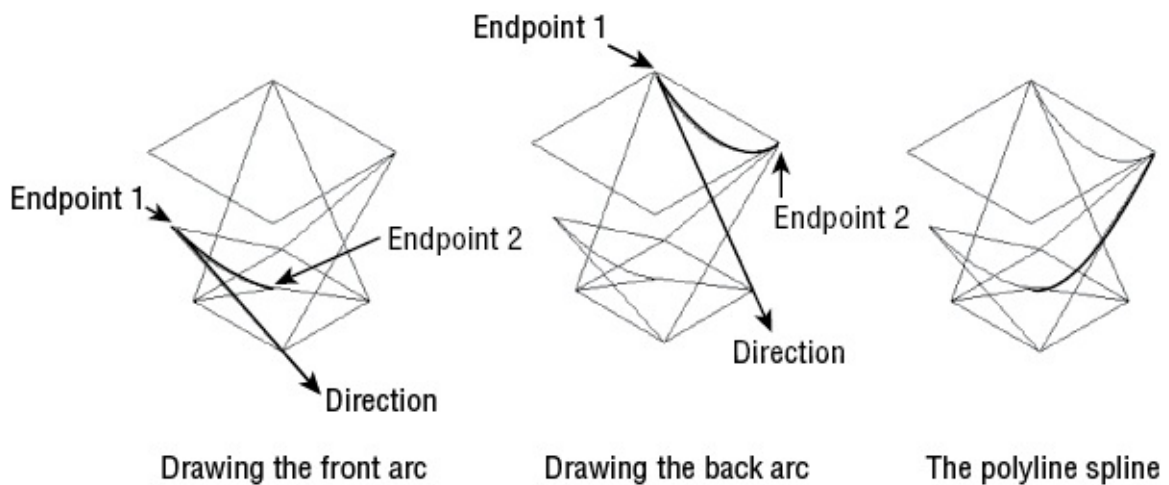 Endpoint 1
Endpoint 1
Endpoint 2
Direction
Drawing the front arc
Endpoint 2
Direction
Drawing the back arc
The polyline spline